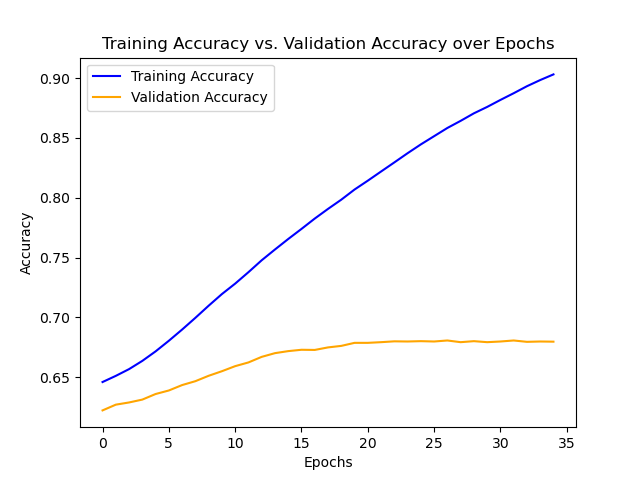 Training Accuracy vs. Validation Accuracy over Epochs
Training Accuracy
Validation Accuracy
Accuracy
0.90
0.85
0.80
0.75
0.70
0.65
0 5 10 15 20 25 30 35
Epochs